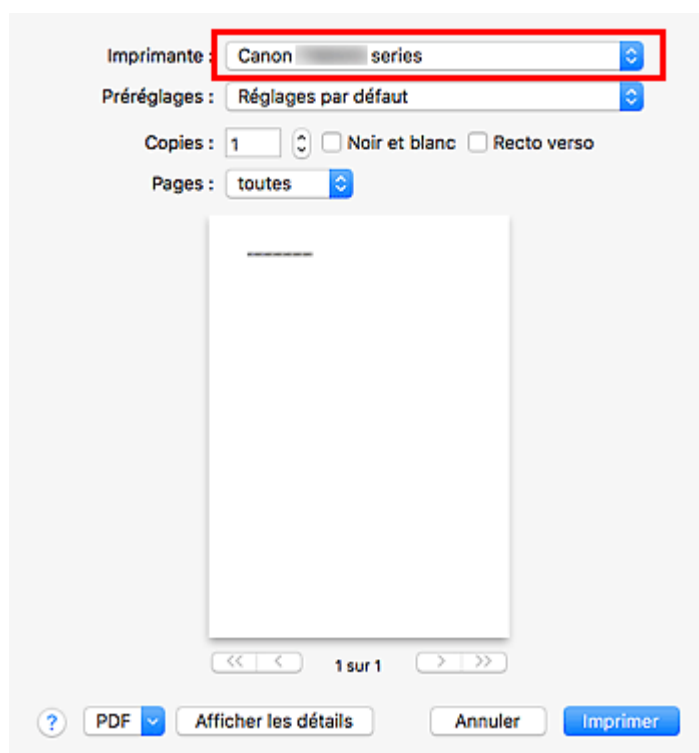 Imprimante : Canon series
Préréglages : Réglages par défaut
Copies : 1 Noir et blanc Recto verso
Pages : toutes
-------
<< < 1 sur 1 > >>
? PDF Afficher les détails Annuler Imprimer